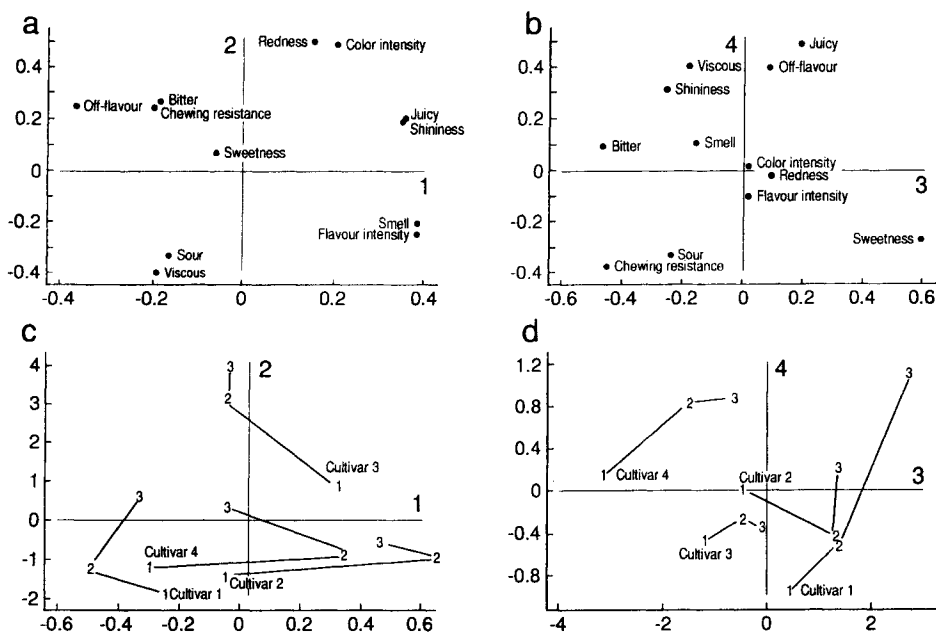 a
2
Redness
Color intensity
0.4
Off-flavour
Bitter
Chewing resistance
Juicy
Shininess
0.2
Sweetness
0
1
Smell
Flavour intensity
-0.2
Sour
Viscous
-0.4
-0.4 -0.2 0 0.2 0.4
b
4
Juicy
Viscous
Off-flavour
0.4
Shininess
0.2
Bitter
Smell
Color intensity
0
Redness
3
Flavour intensity
-0.2
Sweetness
Sour
Chewing resistance
-0.4
-0.6 -0.4 -0.2 0 0.2 0.4 0.6
c
4
3
2
3
2
2
Cultivar 3
1
1
3
0
3
1
3
-1
2
1
Cultivar 4
2
2
1
Cultivar 2
1
Cultivar 1
-2
-0.6 -0.4 -0.2 0 0.2 0.4 0.6
d
1.2
4
3
0.8
2
3
0.4
1
Cultivar 4
Cultivar 2
3
0
1
3
2
3
2
-0.4
1
Cultivar 3
2
-0.8
1
Cultivar 1
-4 -2 0 2